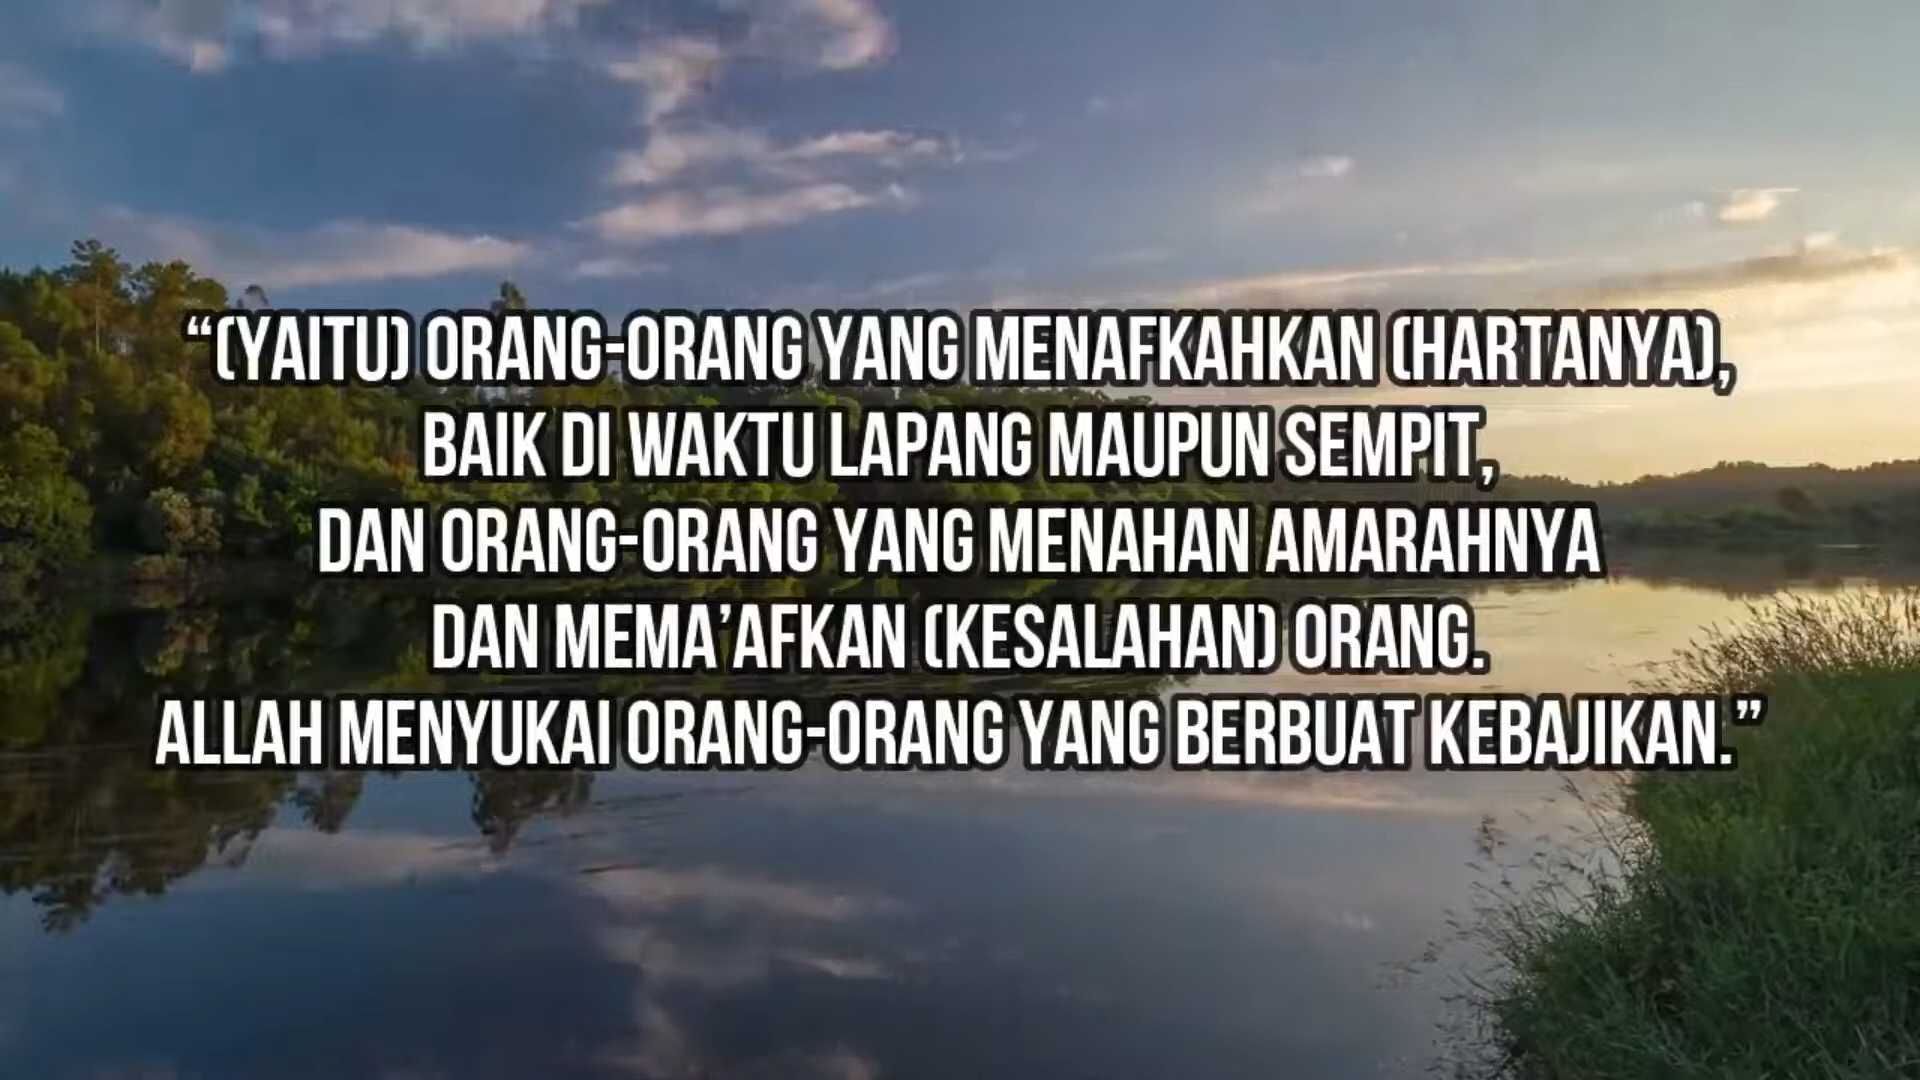 “(YAITU) ORANG-ORANG YANG MENAFKAHKAN (HARTANYA),
BAIK DI WAKTU LAPANG MAUPUN SEMPIT,
DAN ORANG-ORANG YANG MENAHAN AMARAHNYA
DAN MEMA’AFKAN (KESALAHAN) ORANG.
ALLAH MENYUKAI ORANG-ORANG YANG BERBUAT KEBAJIKAN.”